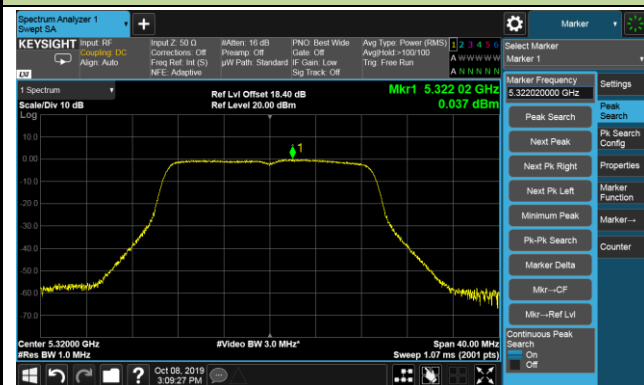 Spectrum Analyzer 1
Swept SA
+
Marker
KEYSIGHT
Input: RF
Coupling: DC
Align: Auto
Input Z: 50 Ω
Corrections: Off
Freq Ref: Int (S)
NFE: Adaptive
#Atten: 16 dB
Preamp: Off
µW Path: Standard
PNO: Best Wide
Gate: Off
IF Gain: Low
Sig Track: Off
Avg Type: Power (RMS)
Avg|Hold:>100/100
Trig: Free Run
1 2 3 4 5 6
A W W W W W
A N N N N N
LXI
Select Marker
Marker 1
1 Spectrum
Scale/Div 10 dB
Log
Ref Lvl Offset 18.40 dB
Ref Level 20.00 dBm
Mkr1 5.322 02 GHz
0.037 dBm
10.0
0.00
-10.0
-20.0
-30.0
-40.0
-50.0
-60.0
-70.0
1
Center 5.32000 GHz
#Res BW 1.0 MHz
#Video BW 3.0 MHz*
Span 40.00 MHz
Sweep 1.07 ms (2001 pts)
Marker Frequency
5.322020000 GHz
Peak Search
Next Peak
Next Pk Right
Next Pk Left
Minimum Peak
Pk-Pk Search
Marker Delta
Mkr→CF
Mkr→Ref Lvl
Continuous Peak
Search
On
Off
Settings
Peak
Search
Pk Search
Config
Properties
Marker
Function
Marker→
Counter
?
Oct 08, 2019
3:09:27 PM